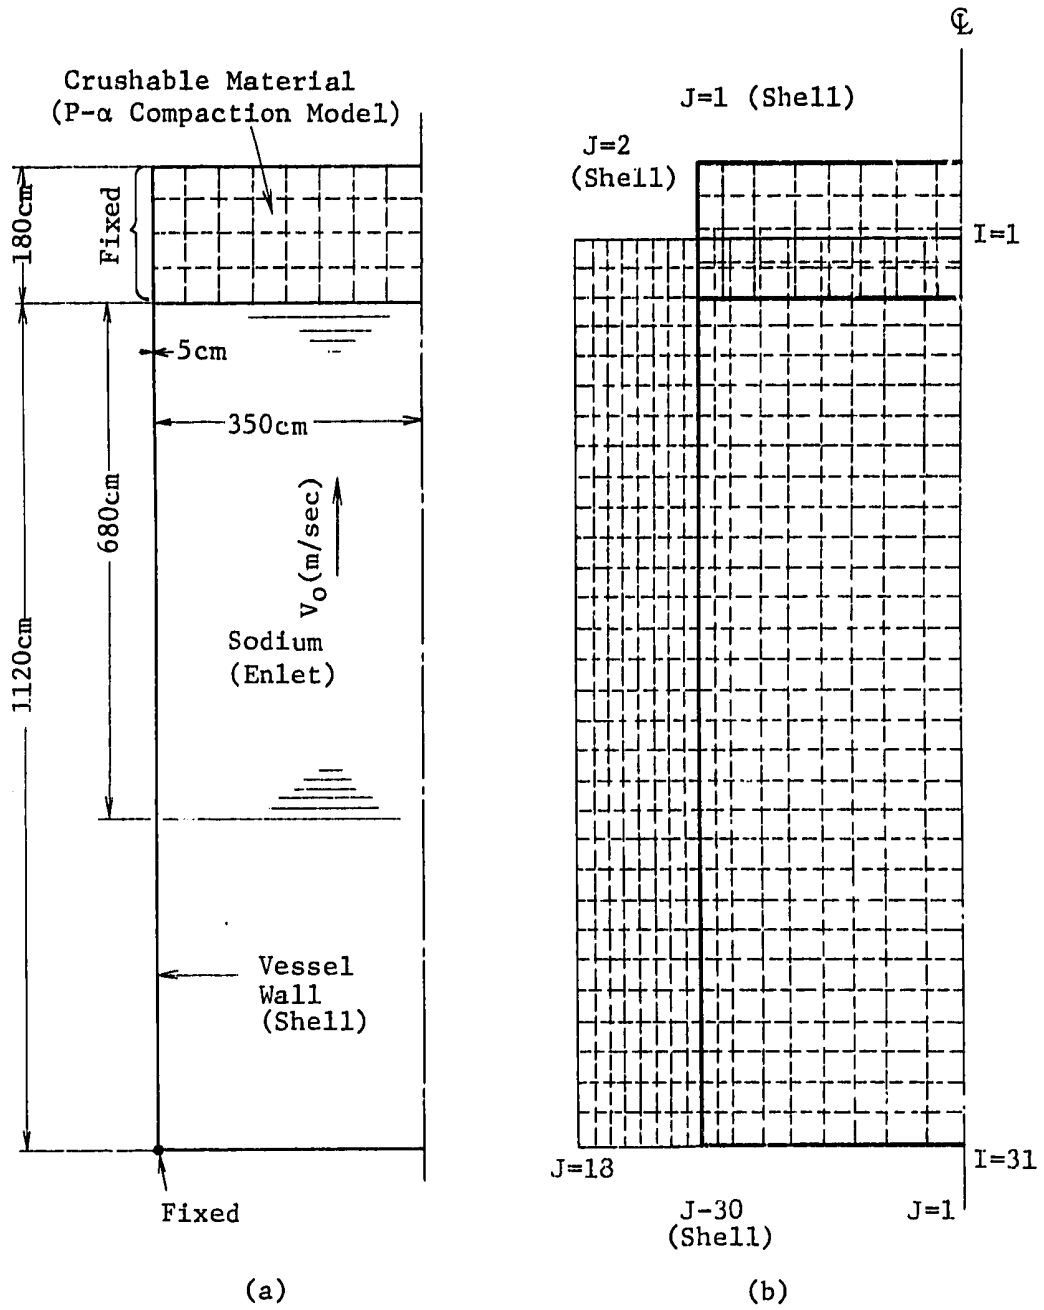 Crushable Material
(P-α Compaction Model)
180cm
Fixed
5cm
350cm
680cm
V_O(m/sec)
Sodium
(Enlet)
1120cm
Vessel
Wall
(Shell)
Fixed
(a)
℄
J=1 (Shell)
J=2
(Shell)
I=1
J=18
I=31
J-30
(Shell)
J=1
(b)